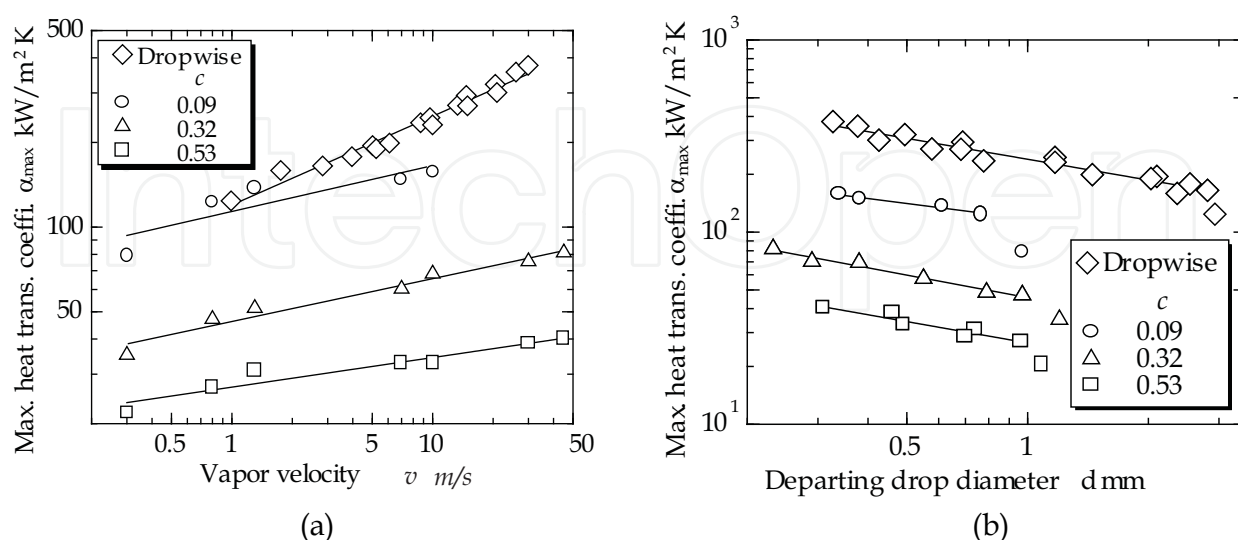 Max. heat trans. coeffi. αmax kW/m² K
500
100
50
Dropwise
c
0.09
0.32
0.53
0.5
1
5
10
50
Vapor velocity v m/s
(a)
IntechOpen
Max. heat trans. coeffi. αmax kW/m² K
10³
10²
10¹
Dropwise
c
0.09
0.32
0.53
0.5
1
Departing drop diameter d mm
(b)